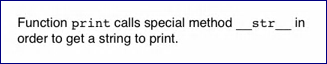 Function print calls special method __str__ in
order to get a string to print.